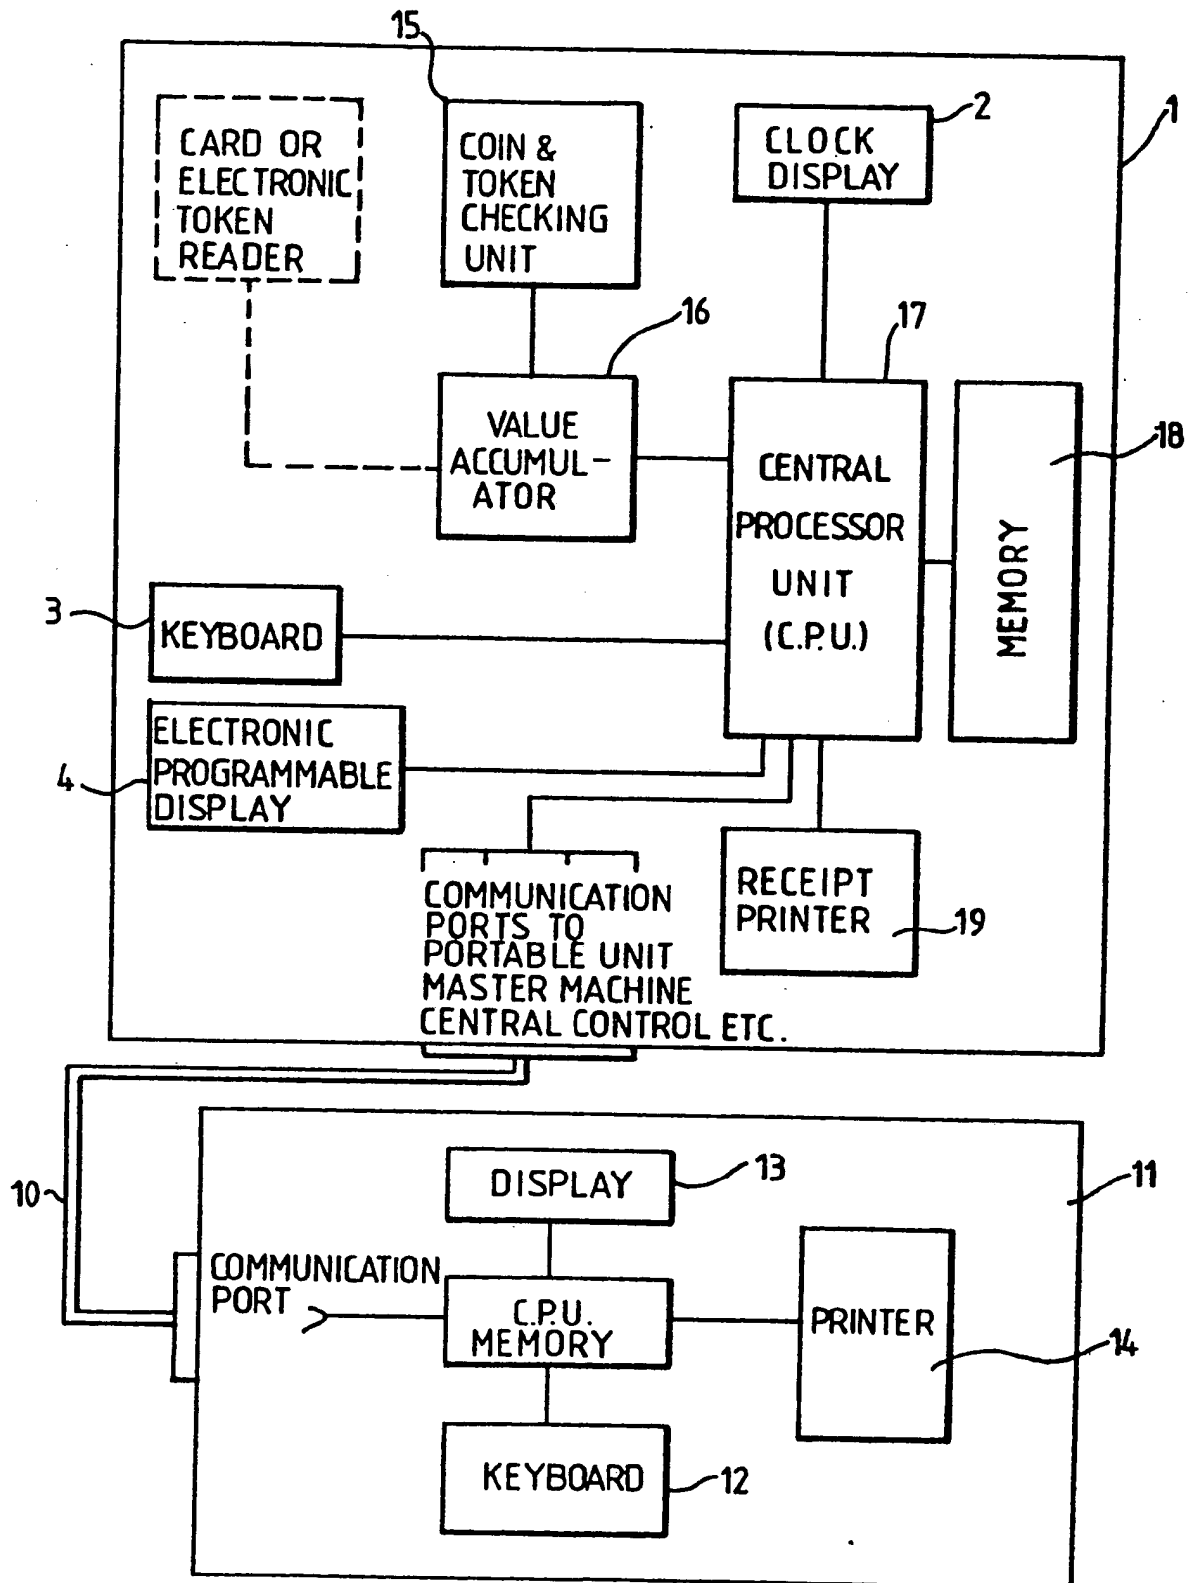 15
CARD OR
ELECTRONIC
TOKEN
READER
COIN &
TOKEN
CHECKING
UNIT
CLOCK
DISPLAY
2
1
16
17
VALUE
ACCUMUL-
ATOR
CENTRAL
PROCESSOR
UNIT
(C.P.U.)
18
MEMORY
3
KEYBOARD
4
ELECTRONIC
PROGRAMMABLE
DISPLAY
COMMUNICATION
PORTS TO
PORTABLE UNIT
MASTER MACHINE
CENTRAL CONTROL ETC.
RECEIPT
PRINTER
19
10
DISPLAY
13
11
COMMUNICATION
PORT
C.P.U.
MEMORY
PRINTER
14
KEYBOARD
12